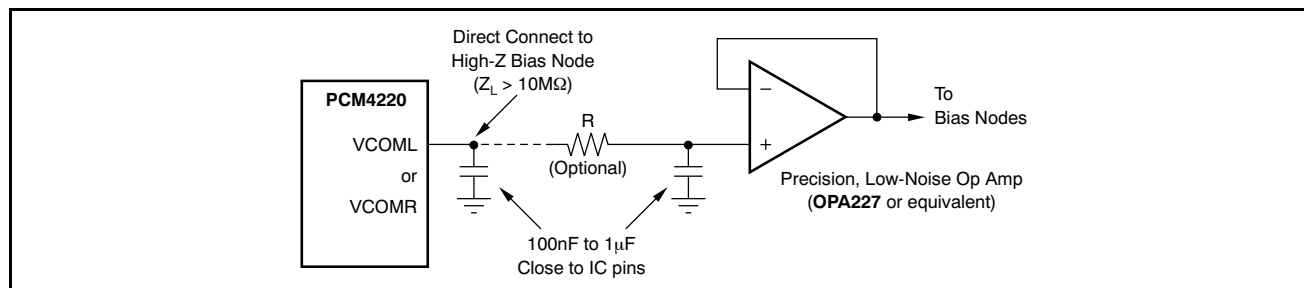 Direct Connect to
High-Z Bias Node
(ZL > 10MΩ)
PCM4220
VCOML
or
VCOMR
R
(Optional)
−
+
To
Bias Nodes
Precision, Low-Noise Op Amp
(OPA227 or equivalent)
100nF to 1μF
Close to IC pins